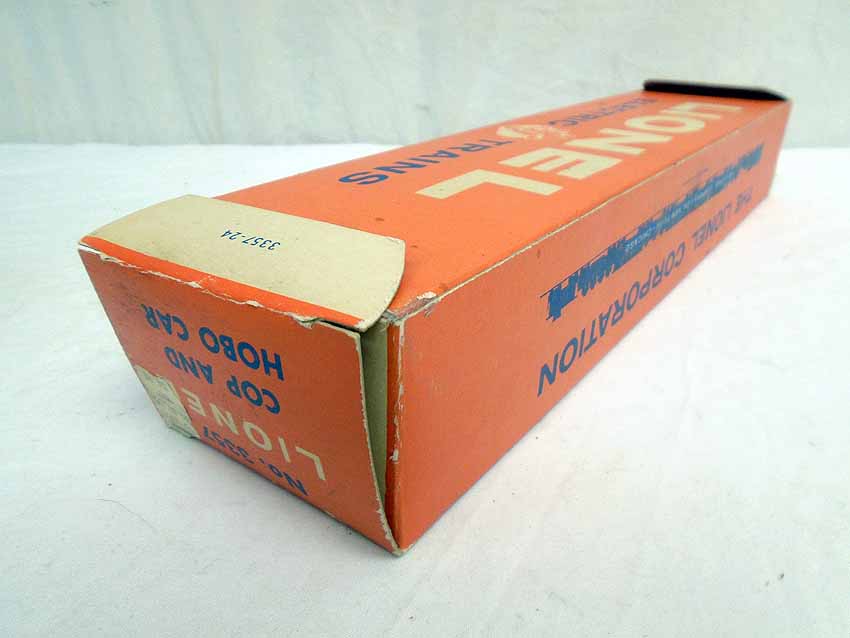 LIONEL
ELECTRIC TRAINS
THE LIONEL CORPORATION
3357-24
No. 3357
LIONEL
COP AND
HOBO CAR